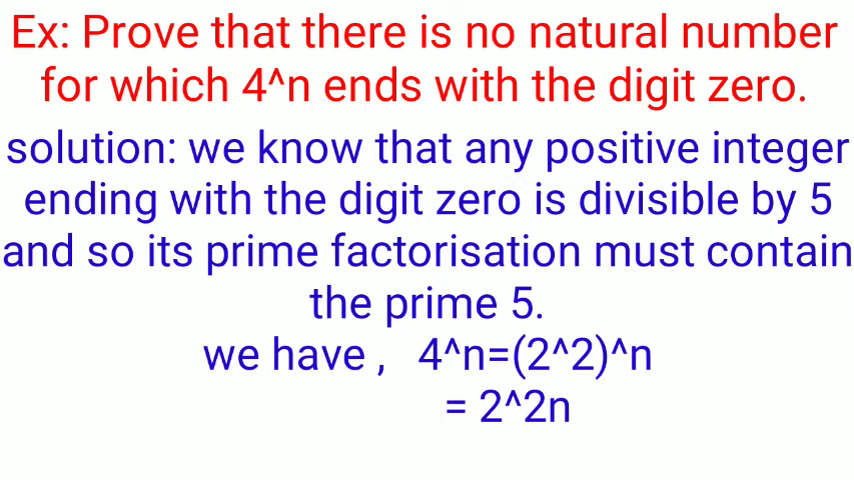 Ex: Prove that there is no natural number
for which 4^n ends with the digit zero.
solution: we know that any positive integer
ending with the digit zero is divisible by 5
and so its prime factorisation must contain
the prime 5.
we have ,   4^n=(2^2)^n
= 2^2n